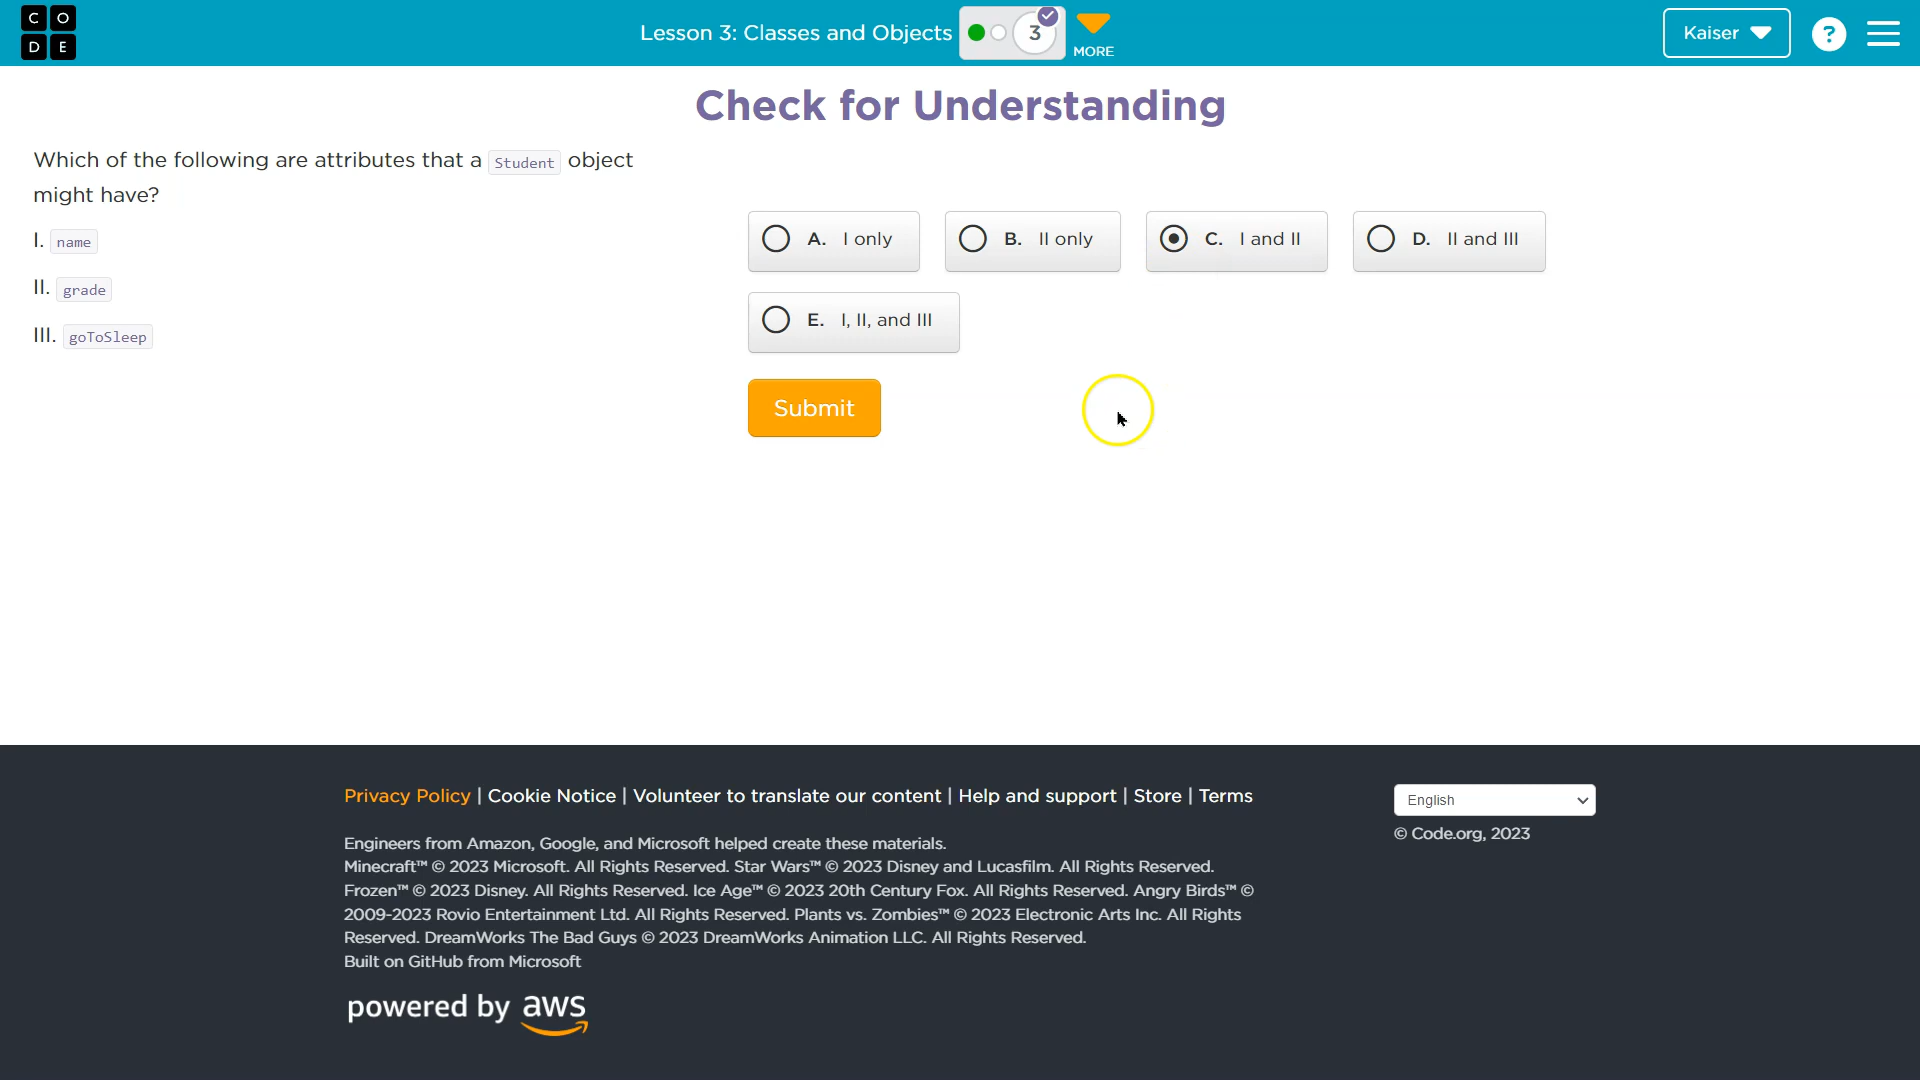 CODE
Lesson 3: Classes and Objects
3
MORE
Kaiser
?
Check for Understanding
Which of the following are attributes that a Student object
might have?
I. name
II. grade
III. goToSleep
A. I only
B. II only
C. I and II
D. II and III
E. I, II, and III
Submit
Privacy Policy | Cookie Notice | Volunteer to translate our content | Help and support | Store | Terms
English
© Code.org, 2023
Engineers from Amazon, Google, and Microsoft helped create these materials.
Minecraft™ © 2023 Microsoft. All Rights Reserved. Star Wars™ © 2023 Disney and Lucasfilm. All Rights Reserved.
Frozen™ © 2023 Disney. All Rights Reserved. Ice Age™ © 2023 20th Century Fox. All Rights Reserved. Angry Birds™ ©
2009-2023 Rovio Entertainment Ltd. All Rights Reserved. Plants vs. Zombies™ © 2023 Electronic Arts Inc. All Rights
Reserved. DreamWorks The Bad Guys © 2023 DreamWorks Animation LLC. All Rights Reserved.
Built on GitHub from Microsoft
powered by aws